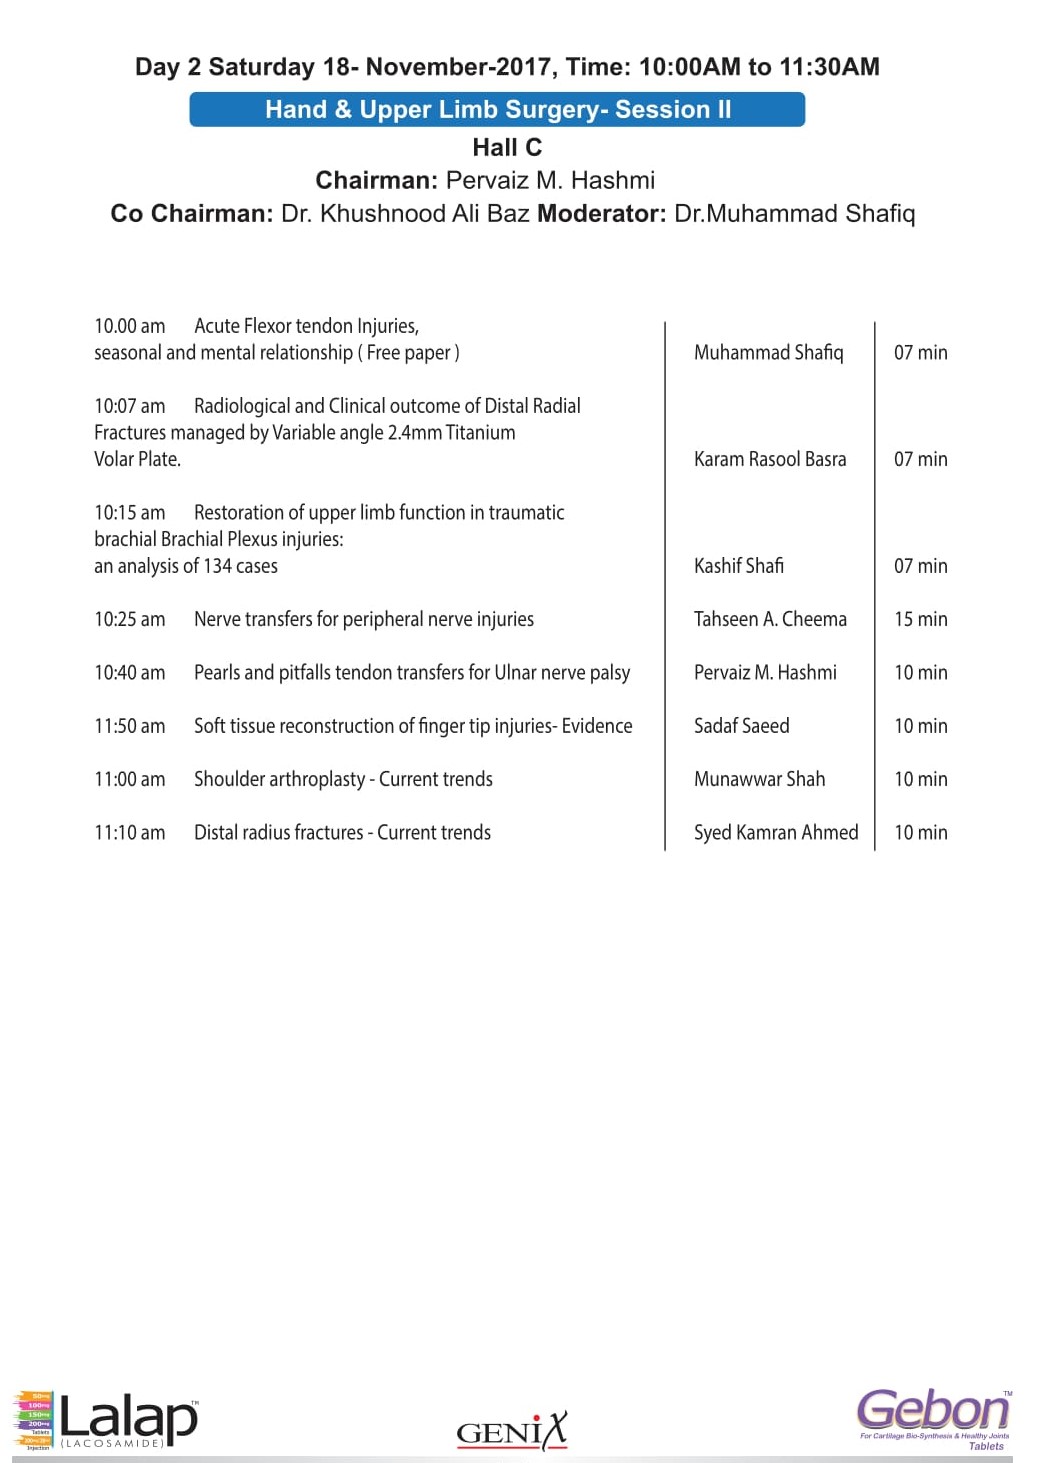 Day 2 Saturday 18- November-2017, Time: 10:00AM to 11:30AM
Hand & Upper Limb Surgery- Session II
Hall C
Chairman: Pervaiz M. Hashmi
Co Chairman: Dr. Khushnood Ali Baz Moderator: Dr.Muhammad Shafiq
10.00 am Acute Flexor tendon Injuries,
seasonal and mental relationship ( Free paper ) Muhammad Shafiq 07 min
10:07 am Radiological and Clinical outcome of Distal Radial
Fractures managed by Variable angle 2.4mm Titanium
Volar Plate. Karam Rasool Basra 07 min
10:15 am Restoration of upper limb function in traumatic
brachial Brachial Plexus injuries:
an analysis of 134 cases Kashif Shafi 07 min
10:25 am Nerve transfers for peripheral nerve injuries Tahseen A. Cheema 15 min
10:40 am Pearls and pitfalls tendon transfers for Ulnar nerve palsy Pervaiz M. Hashmi 10 min
11:50 am Soft tissue reconstruction of finger tip injuries- Evidence Sadaf Saeed 10 min
11:00 am Shoulder arthroplasty - Current trends Munawwar Shah 10 min
11:10 am Distal radius fractures - Current trends Syed Kamran Ahmed 10 min
50mg
100mg
150mg
200mg
Tablets
Injection
Lalap™
(LACOSAMIDE)
GENIX
Gebon™
For Cartilage Bio-Synthesis & Healthy Joints
Tablets